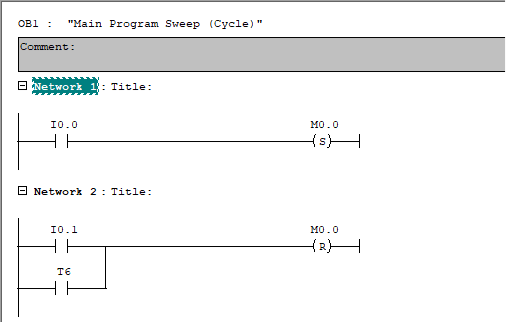 OB1 : "Main Program Sweep (Cycle)"
Comment:
Network 1: Title:
I0.0 M0.0
S
Network 2 : Title:
I0.1 M0.0
R
T6